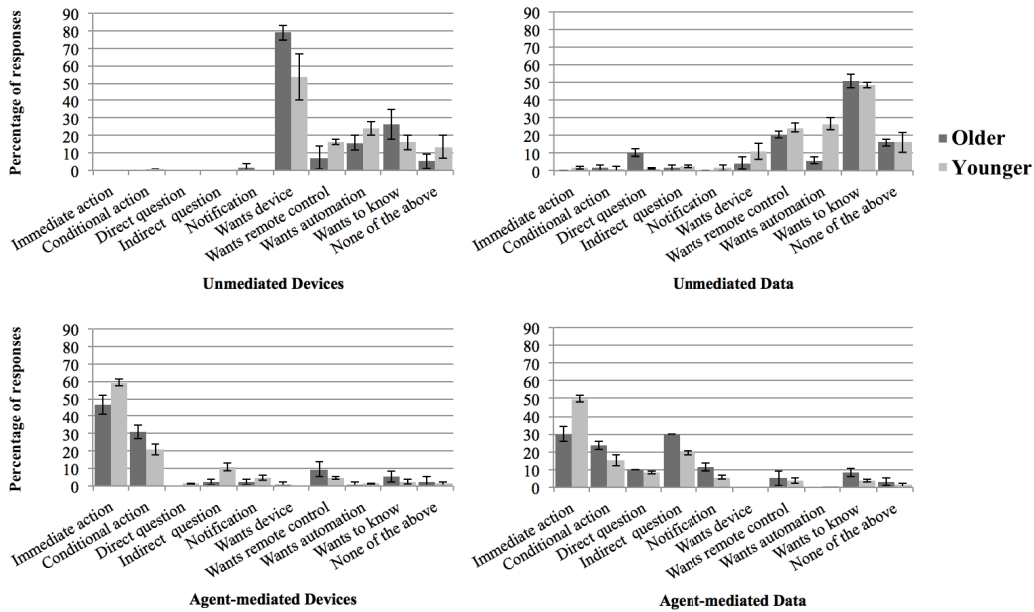 Percentage of responses
90
80
70
60
50
40
30
20
10
0
Immediate action
Conditional action
Direct question
Indirect question
Notification
Wants device
Wants remote control
Wants automation
Wants to know
None of the above
Unmediated Devices
90
80
70
60
50
40
30
20
10
0
Immediate action
Conditional action
Direct question
Indirect question
Notification
Wants device
Wants remote control
Wants automation
Wants to know
None of the above
Unmediated Data
Older
Younger
Percentage of responses
90
80
70
60
50
40
30
20
10
0
Immediate action
Conditional action
Direct question
Indirect question
Notification
Wants device
Wants remote control
Wants automation
Wants to know
None of the above
Agent-mediated Devices
90
80
70
60
50
40
30
20
10
0
Immediate action
Conditional action
Direct question
Indirect question
Notification
Wants device
Wants remote control
Wants automation
Wants to know
None of the above
Agent-mediated Data